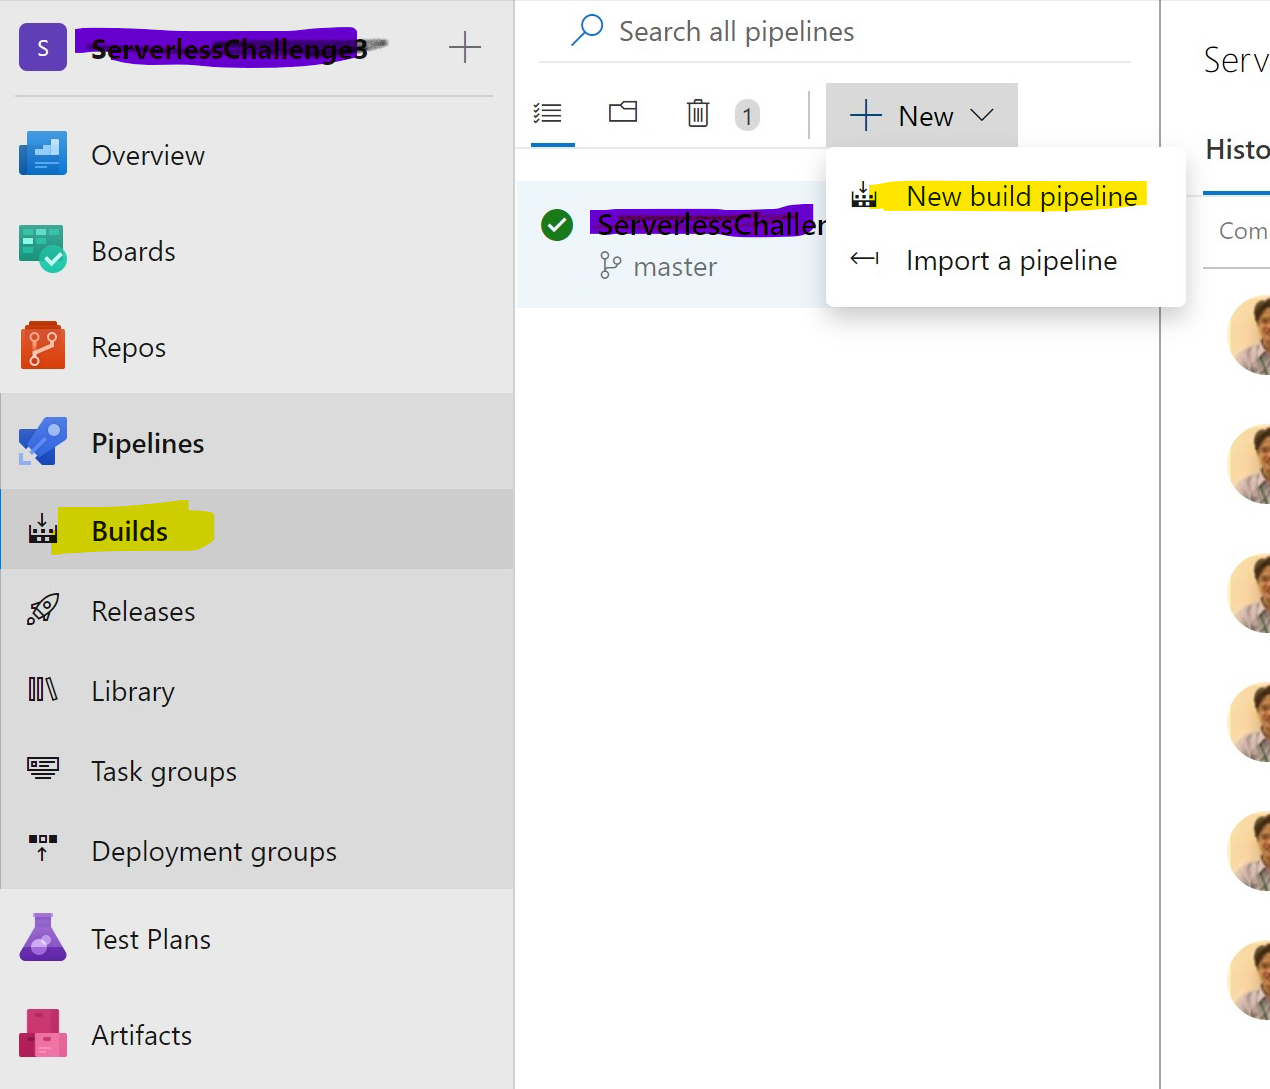 S
ServerlessChallenge3
Overview
Boards
Repos
Pipelines
Builds
Releases
Library
Task groups
Deployment groups
Test Plans
Artifacts
Search all pipelines
1
New
New build pipeline
Import a pipeline
ServerlessChallen
master
Serv
Histo
Com